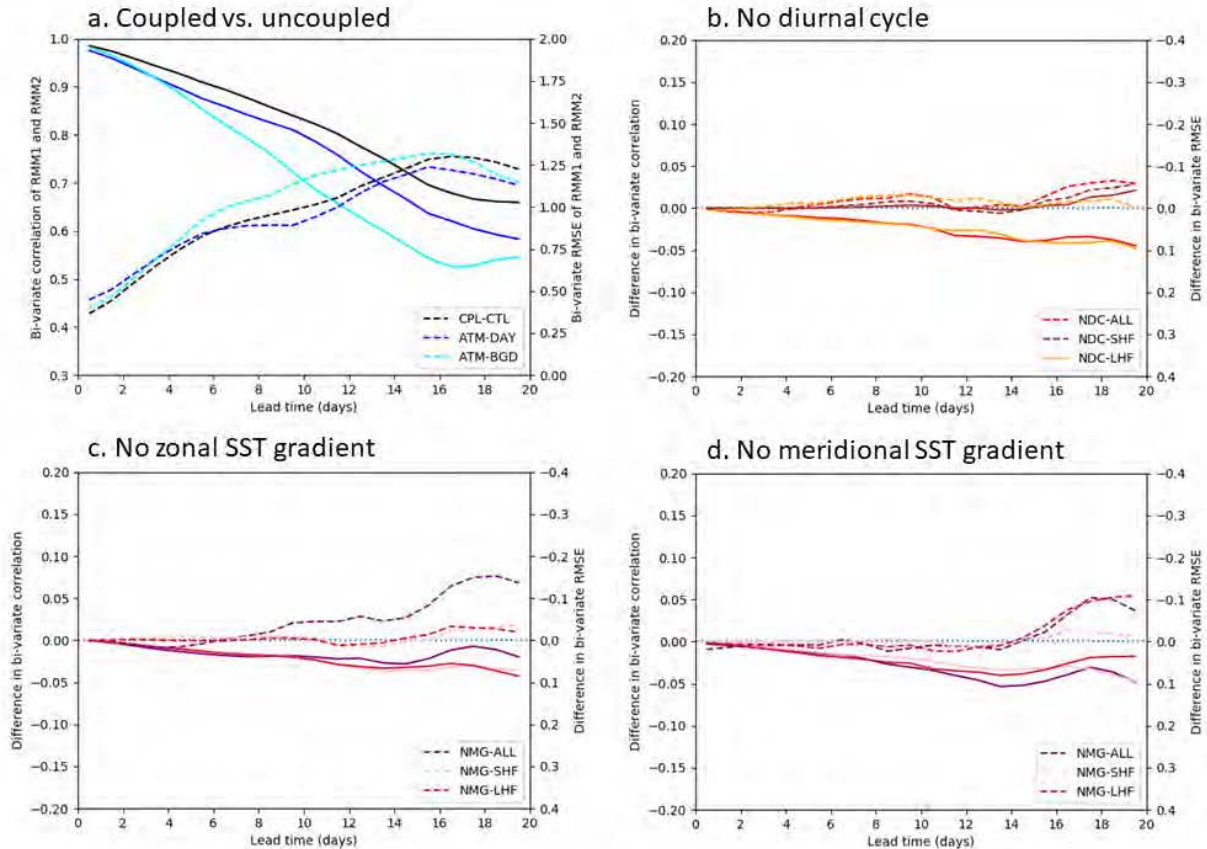 a. Coupled vs. uncoupled
Bi-variate correlation of RMM1 and RMM2
1.0
0.9
0.8
0.7
0.6
0.5
0.4
0.3
2.00
1.75
1.50
1.25
1.00
0.75
0.50
0.25
0.00
Bi-variate RMSE of RMM1 and RMM2
CPL-CTL
ATM-DAY
ATM-BGD
0 2 4 6 8 10 12 14 16 18 20
Lead time (days)
b. No diurnal cycle
Difference in bi-variate correlation
0.20
0.15
0.10
0.05
0.00
−0.05
−0.10
−0.15
−0.20
−0.4
−0.3
−0.2
−0.1
0.0
0.1
0.2
0.3
0.4
Difference in bi-variate RMSE
NDC-ALL
NDC-SHF
NDC-LHF
0 2 4 6 8 10 12 14 16 18 20
Lead time (days)
c. No zonal SST gradient
Difference in bi-variate correlation
0.20
0.15
0.10
0.05
0.00
−0.05
−0.10
−0.15
−0.20
−0.4
−0.3
−0.2
−0.1
0.0
0.1
0.2
0.3
0.4
Difference in bi-variate RMSE
NMG-ALL
NMG-SHF
NMG-LHF
0 2 4 6 8 10 12 14 16 18 20
Lead time (days)
d. No meridional SST gradient
Difference in bi-variate correlation
0.20
0.15
0.10
0.05
0.00
−0.05
−0.10
−0.15
−0.20
−0.4
−0.3
−0.2
−0.1
0.0
0.1
0.2
0.3
0.4
Difference in bi-variate RMSE
NMG-ALL
NMG-SHF
NMG-LHF
0 2 4 6 8 10 12 14 16 18 20
Lead time (days)